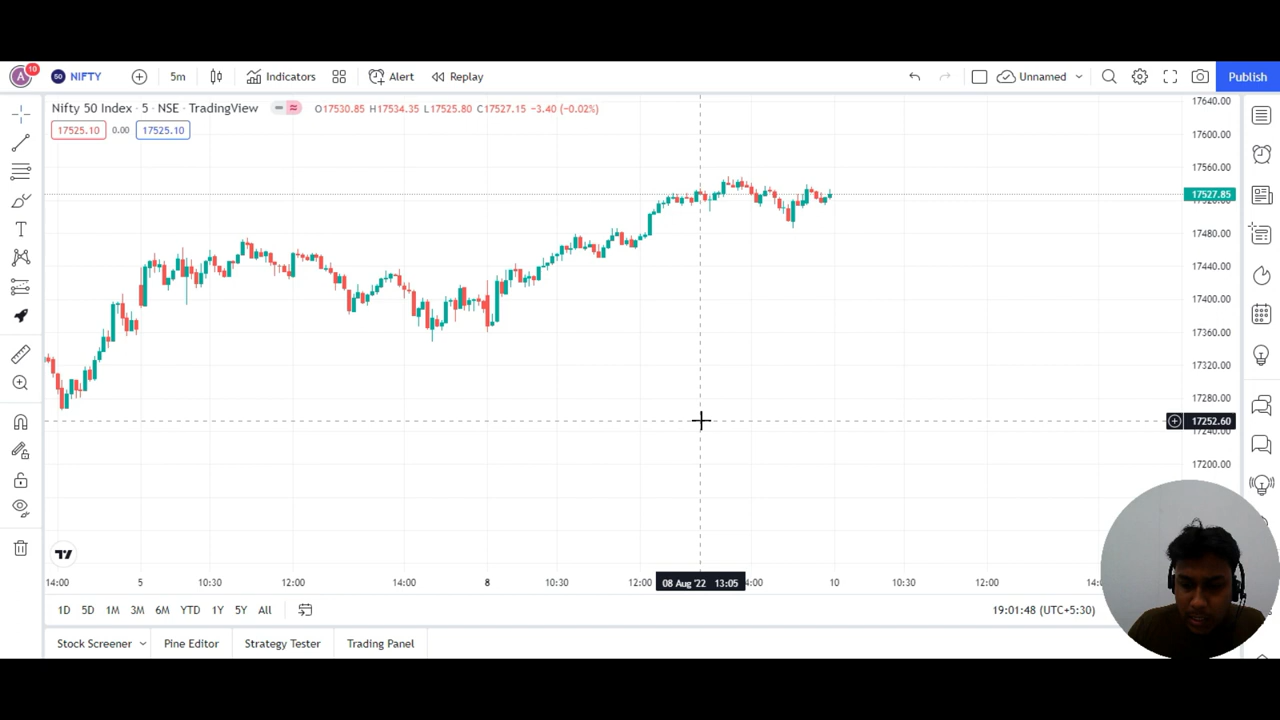 A 10 50 NIFTY 5m Indicators Alert Replay Unnamed Publish
Nifty 50 Index · 5 · NSE · TradingView O17530.85 H17534.35 L17525.80 C17527.15 −3.40 (−0.02%)
17525.10 0.00 17525.10
17640.00
17600.00
17560.00
17527.85
17480.00
17440.00
17400.00
17360.00
17320.00
17280.00
17252.60
17200.00
14:00 5 10:30 12:00 14:00 8 10:30 12:00 08 Aug '22 13:05 4:00 10 10:30 12:00
1D 5D 1M 3M 6M YTD 1Y 5Y All 19:01:48 (UTC+5:30)
Stock Screener Pine Editor Strategy Tester Trading Panel